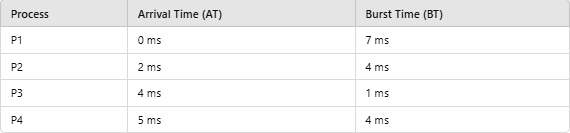 Process Arrival Time (AT) Burst Time (BT)
P1 0 ms 7 ms
P2 2 ms 4 ms
P3 4 ms 1 ms
P4 5 ms 4 ms